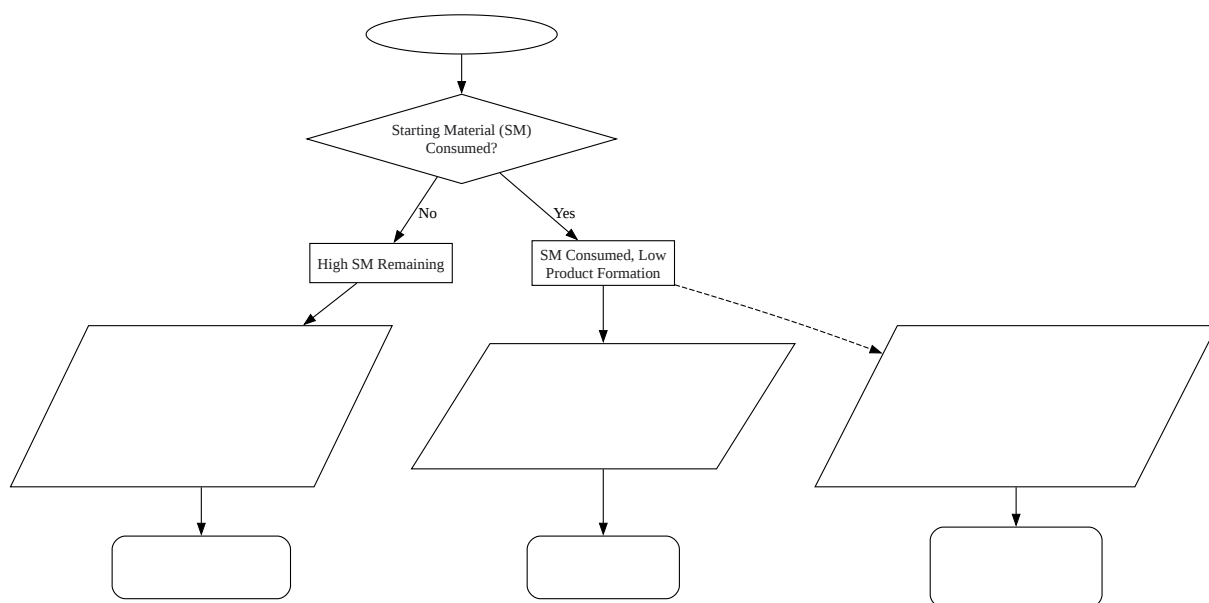 Starting Material (SM)
Consumed?
No
Yes
High SM Remaining
SM Consumed, Low
Product Formation